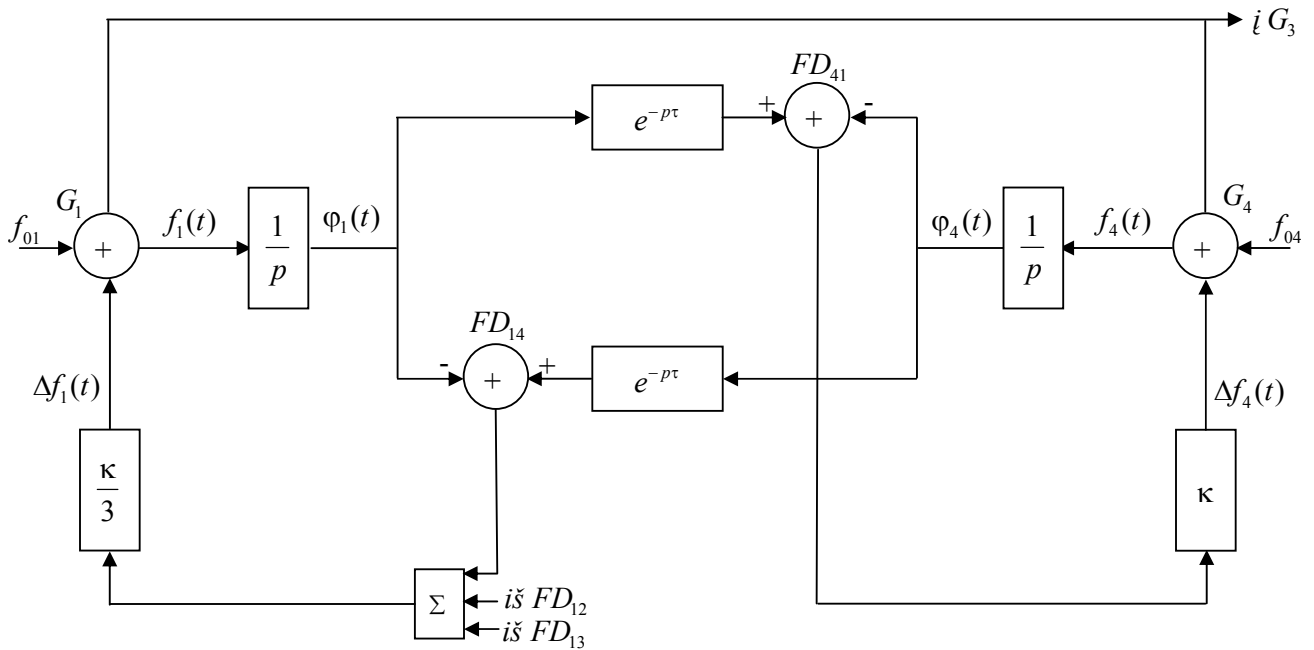 į G₃
FD₄₁
e^{-pτ}
+
+
-
G₁
f₀₁
+
f₁(t)
1/p
φ₁(t)
φ₄(t)
1/p
f₄(t)
G₄
+
f₀₄
FD₁₄
-
+
+
e^{-pτ}
Δf₁(t)
Δf₄(t)
κ/3
κ
Σ
iš FD₁₂
iš FD₁₃